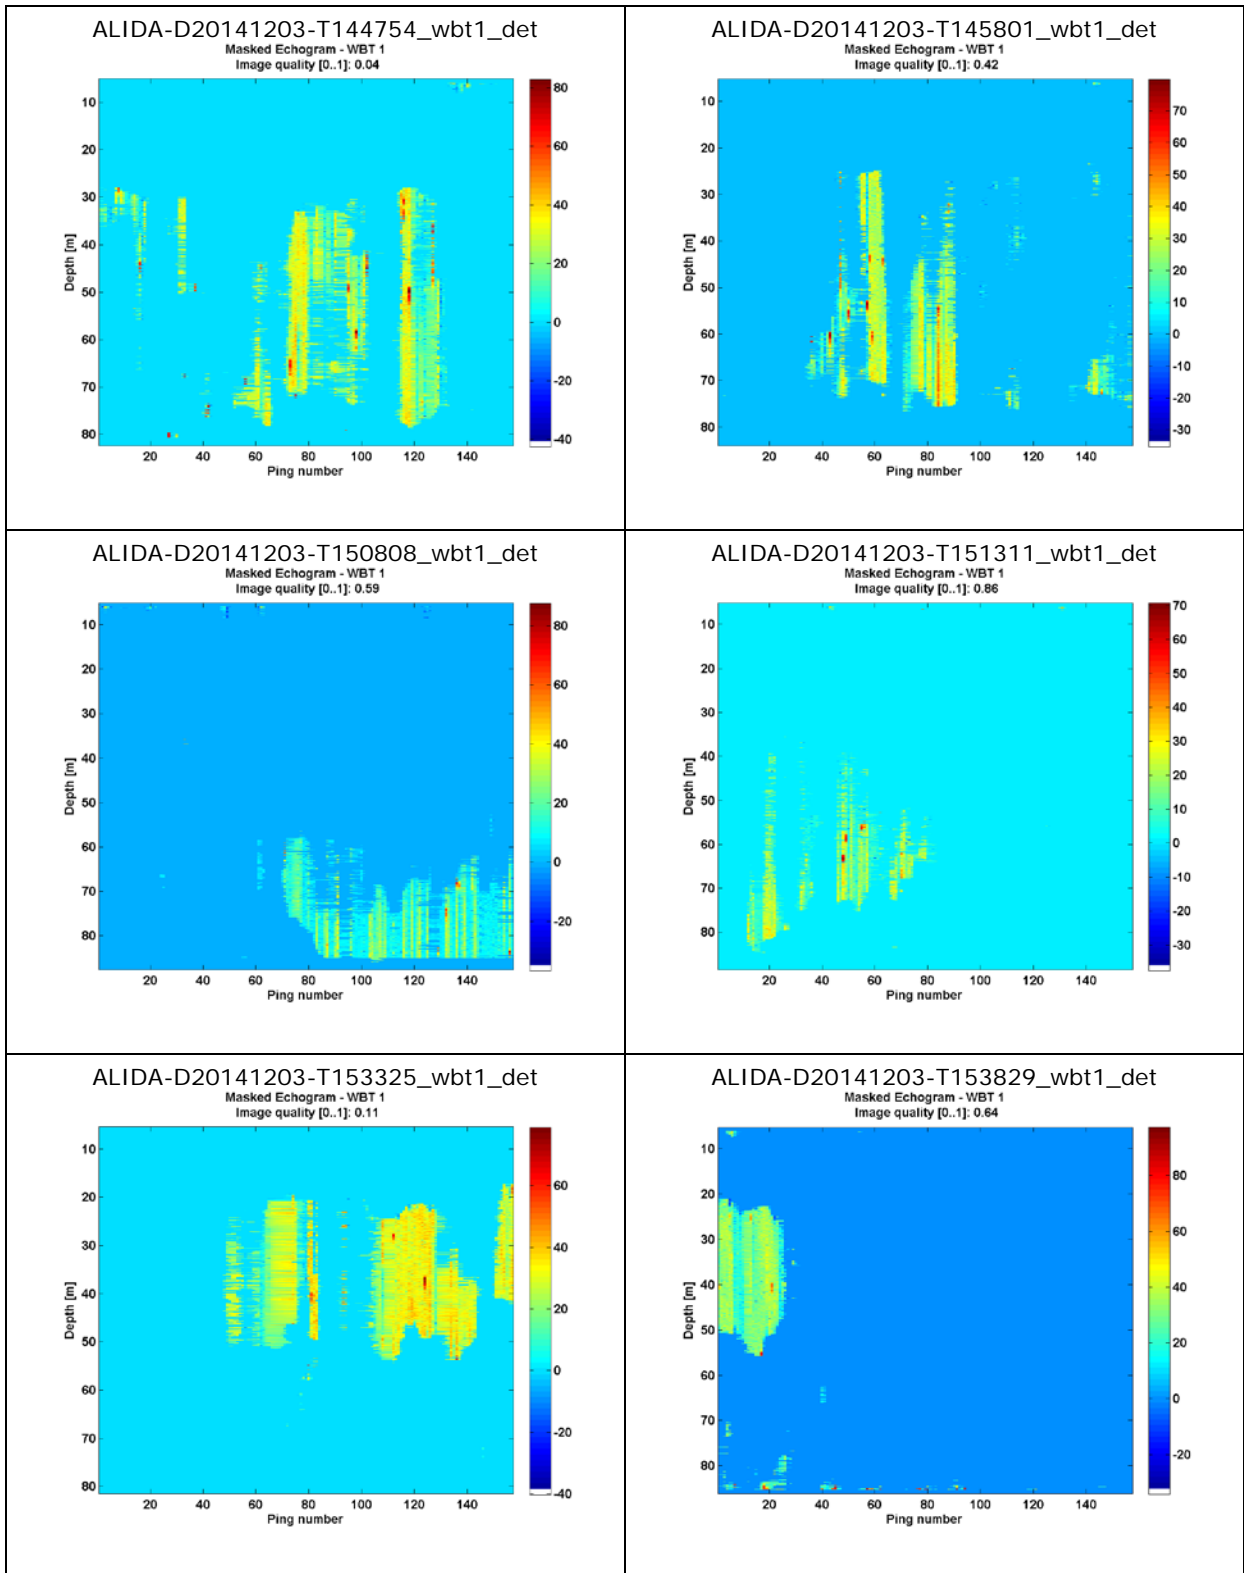 ALIDA-D20141203-T144754_wbt1_det
Masked Echogram - WBT 1
Image quality [0..1]: 0.04
10
20
30
40
50
60
70
80
Depth [m]
20 40 60 80 100 120 140
Ping number
80
60
40
20
0
-20
-40
ALIDA-D20141203-T145801_wbt1_det
Masked Echogram - WBT 1
Image quality [0..1]: 0.42
10
20
30
40
50
60
70
80
Depth [m]
20 40 60 80 100 120 140
Ping number
70
60
50
40
30
20
10
0
-10
-20
-30
ALIDA-D20141203-T150808_wbt1_det
Masked Echogram - WBT 1
Image quality [0..1]: 0.59
10
20
30
40
50
60
70
80
Depth [m]
20 40 60 80 100 120 140
Ping number
80
60
40
20
0
-20
ALIDA-D20141203-T151311_wbt1_det
Masked Echogram - WBT 1
Image quality [0..1]: 0.86
10
20
30
40
50
60
70
80
Depth [m]
20 40 60 80 100 120 140
Ping number
70
60
50
40
30
20
10
0
-10
-20
-30
ALIDA-D20141203-T153325_wbt1_det
Masked Echogram - WBT 1
Image quality [0..1]: 0.11
10
20
30
40
50
60
70
80
Depth [m]
20 40 60 80 100 120 140
Ping number
60
40
20
0
-20
-40
ALIDA-D20141203-T153829_wbt1_det
Masked Echogram - WBT 1
Image quality [0..1]: 0.64
10
20
30
40
50
60
70
80
Depth [m]
20 40 60 80 100 120 140
Ping number
80
60
40
20
0
-20